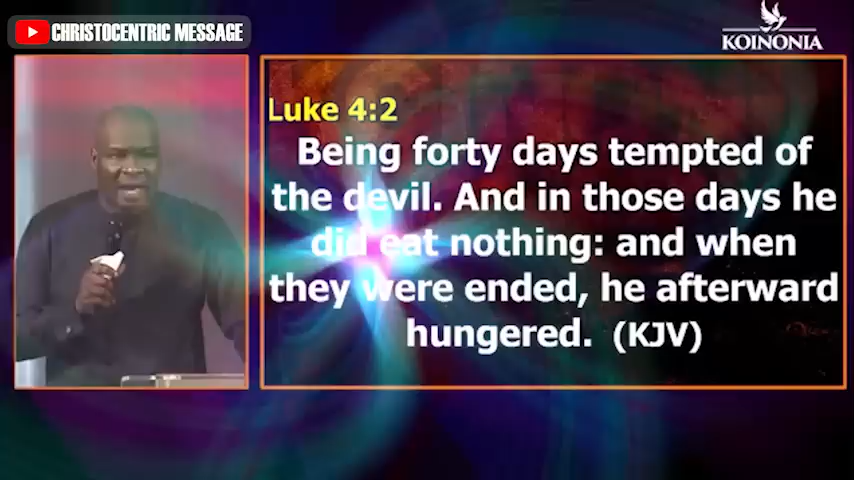 CHRISTOCENTRIC MESSAGE
KOINONIA
Luke 4:2
Being forty days tempted of
the devil. And in those days he
did eat nothing: and when
they were ended, he afterward
hungered. (KJV)